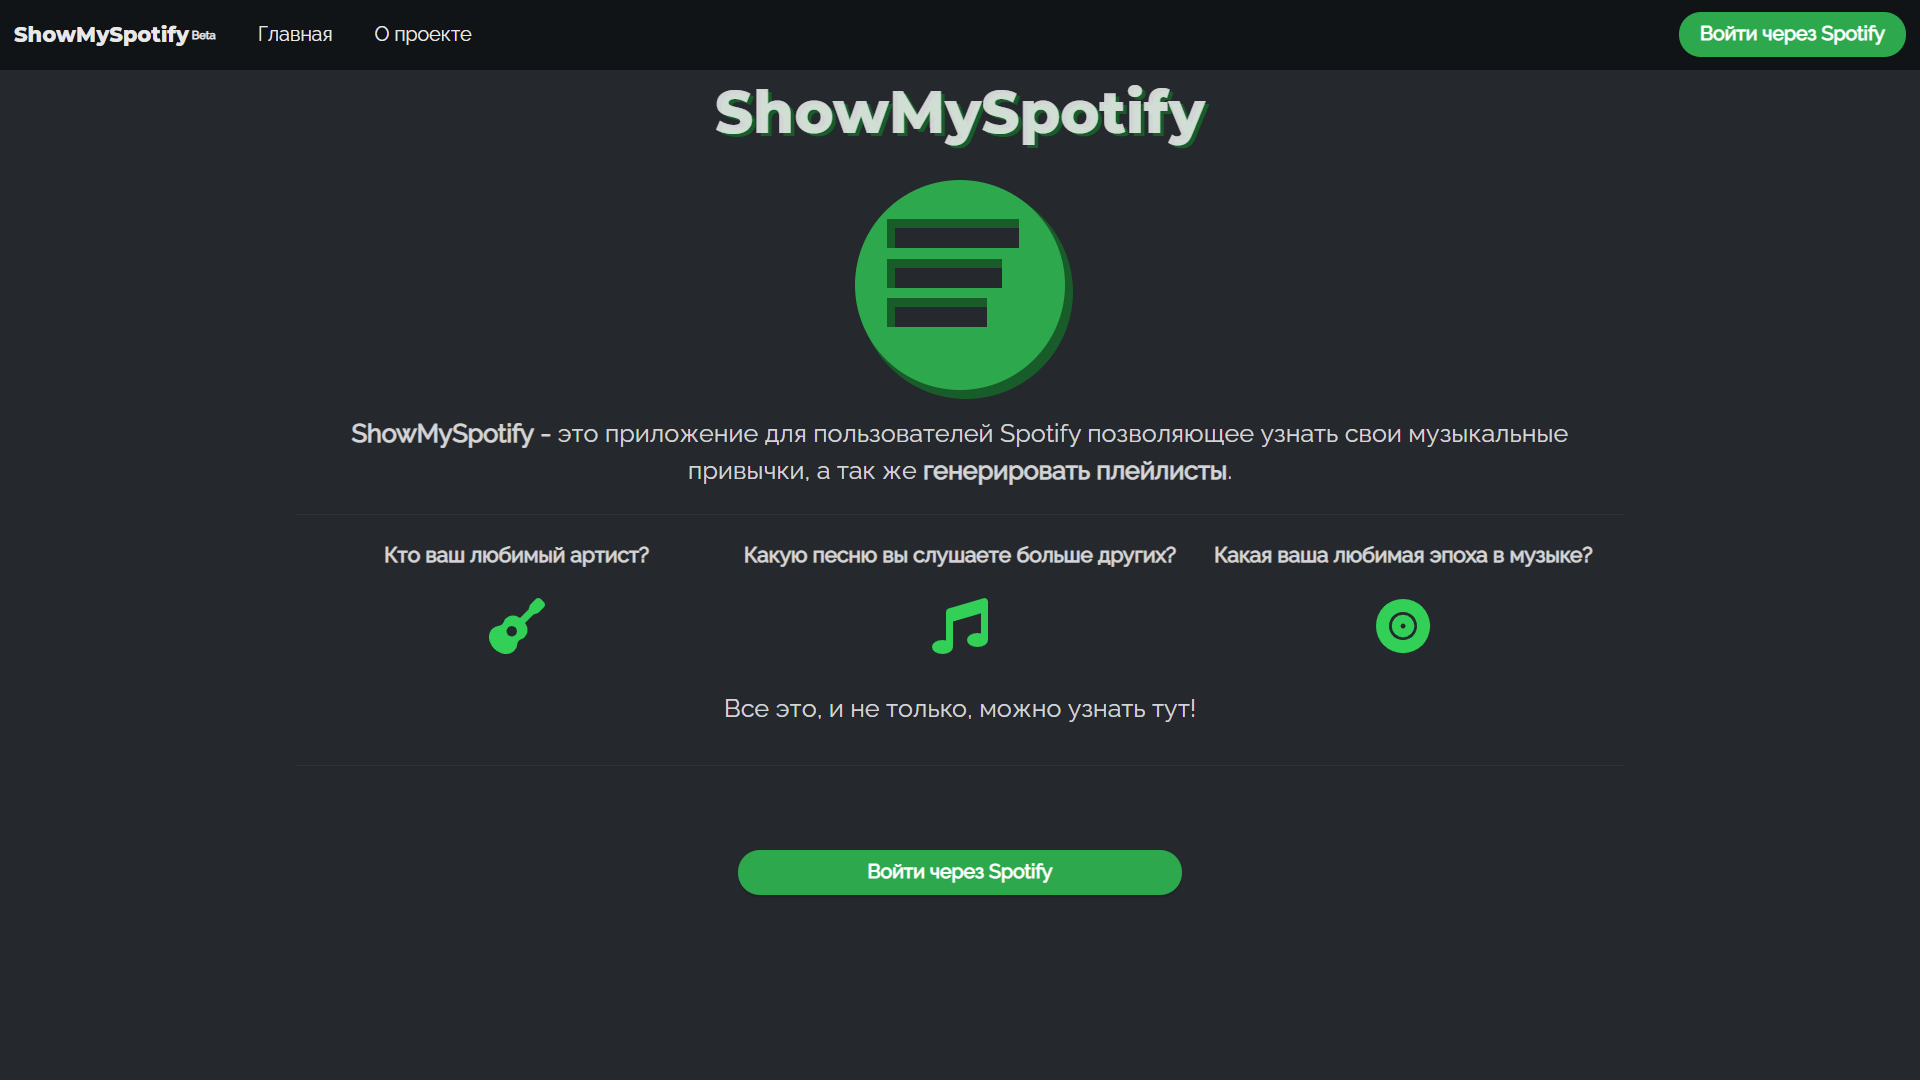 ShowMySpotify Beta
Главная
О проекте
Войти через Spotify
ShowMySpotify
ShowMySpotify - это приложение для пользователей Spotify позволяющее узнать свои музыкальные
привычки, а так же генерировать плейлисты.
Кто ваш любимый артист?
Какую песню вы слушаете больше других?
Какая ваша любимая эпоха в музыке?
Все это, и не только, можно узнать тут!
Войти через Spotify